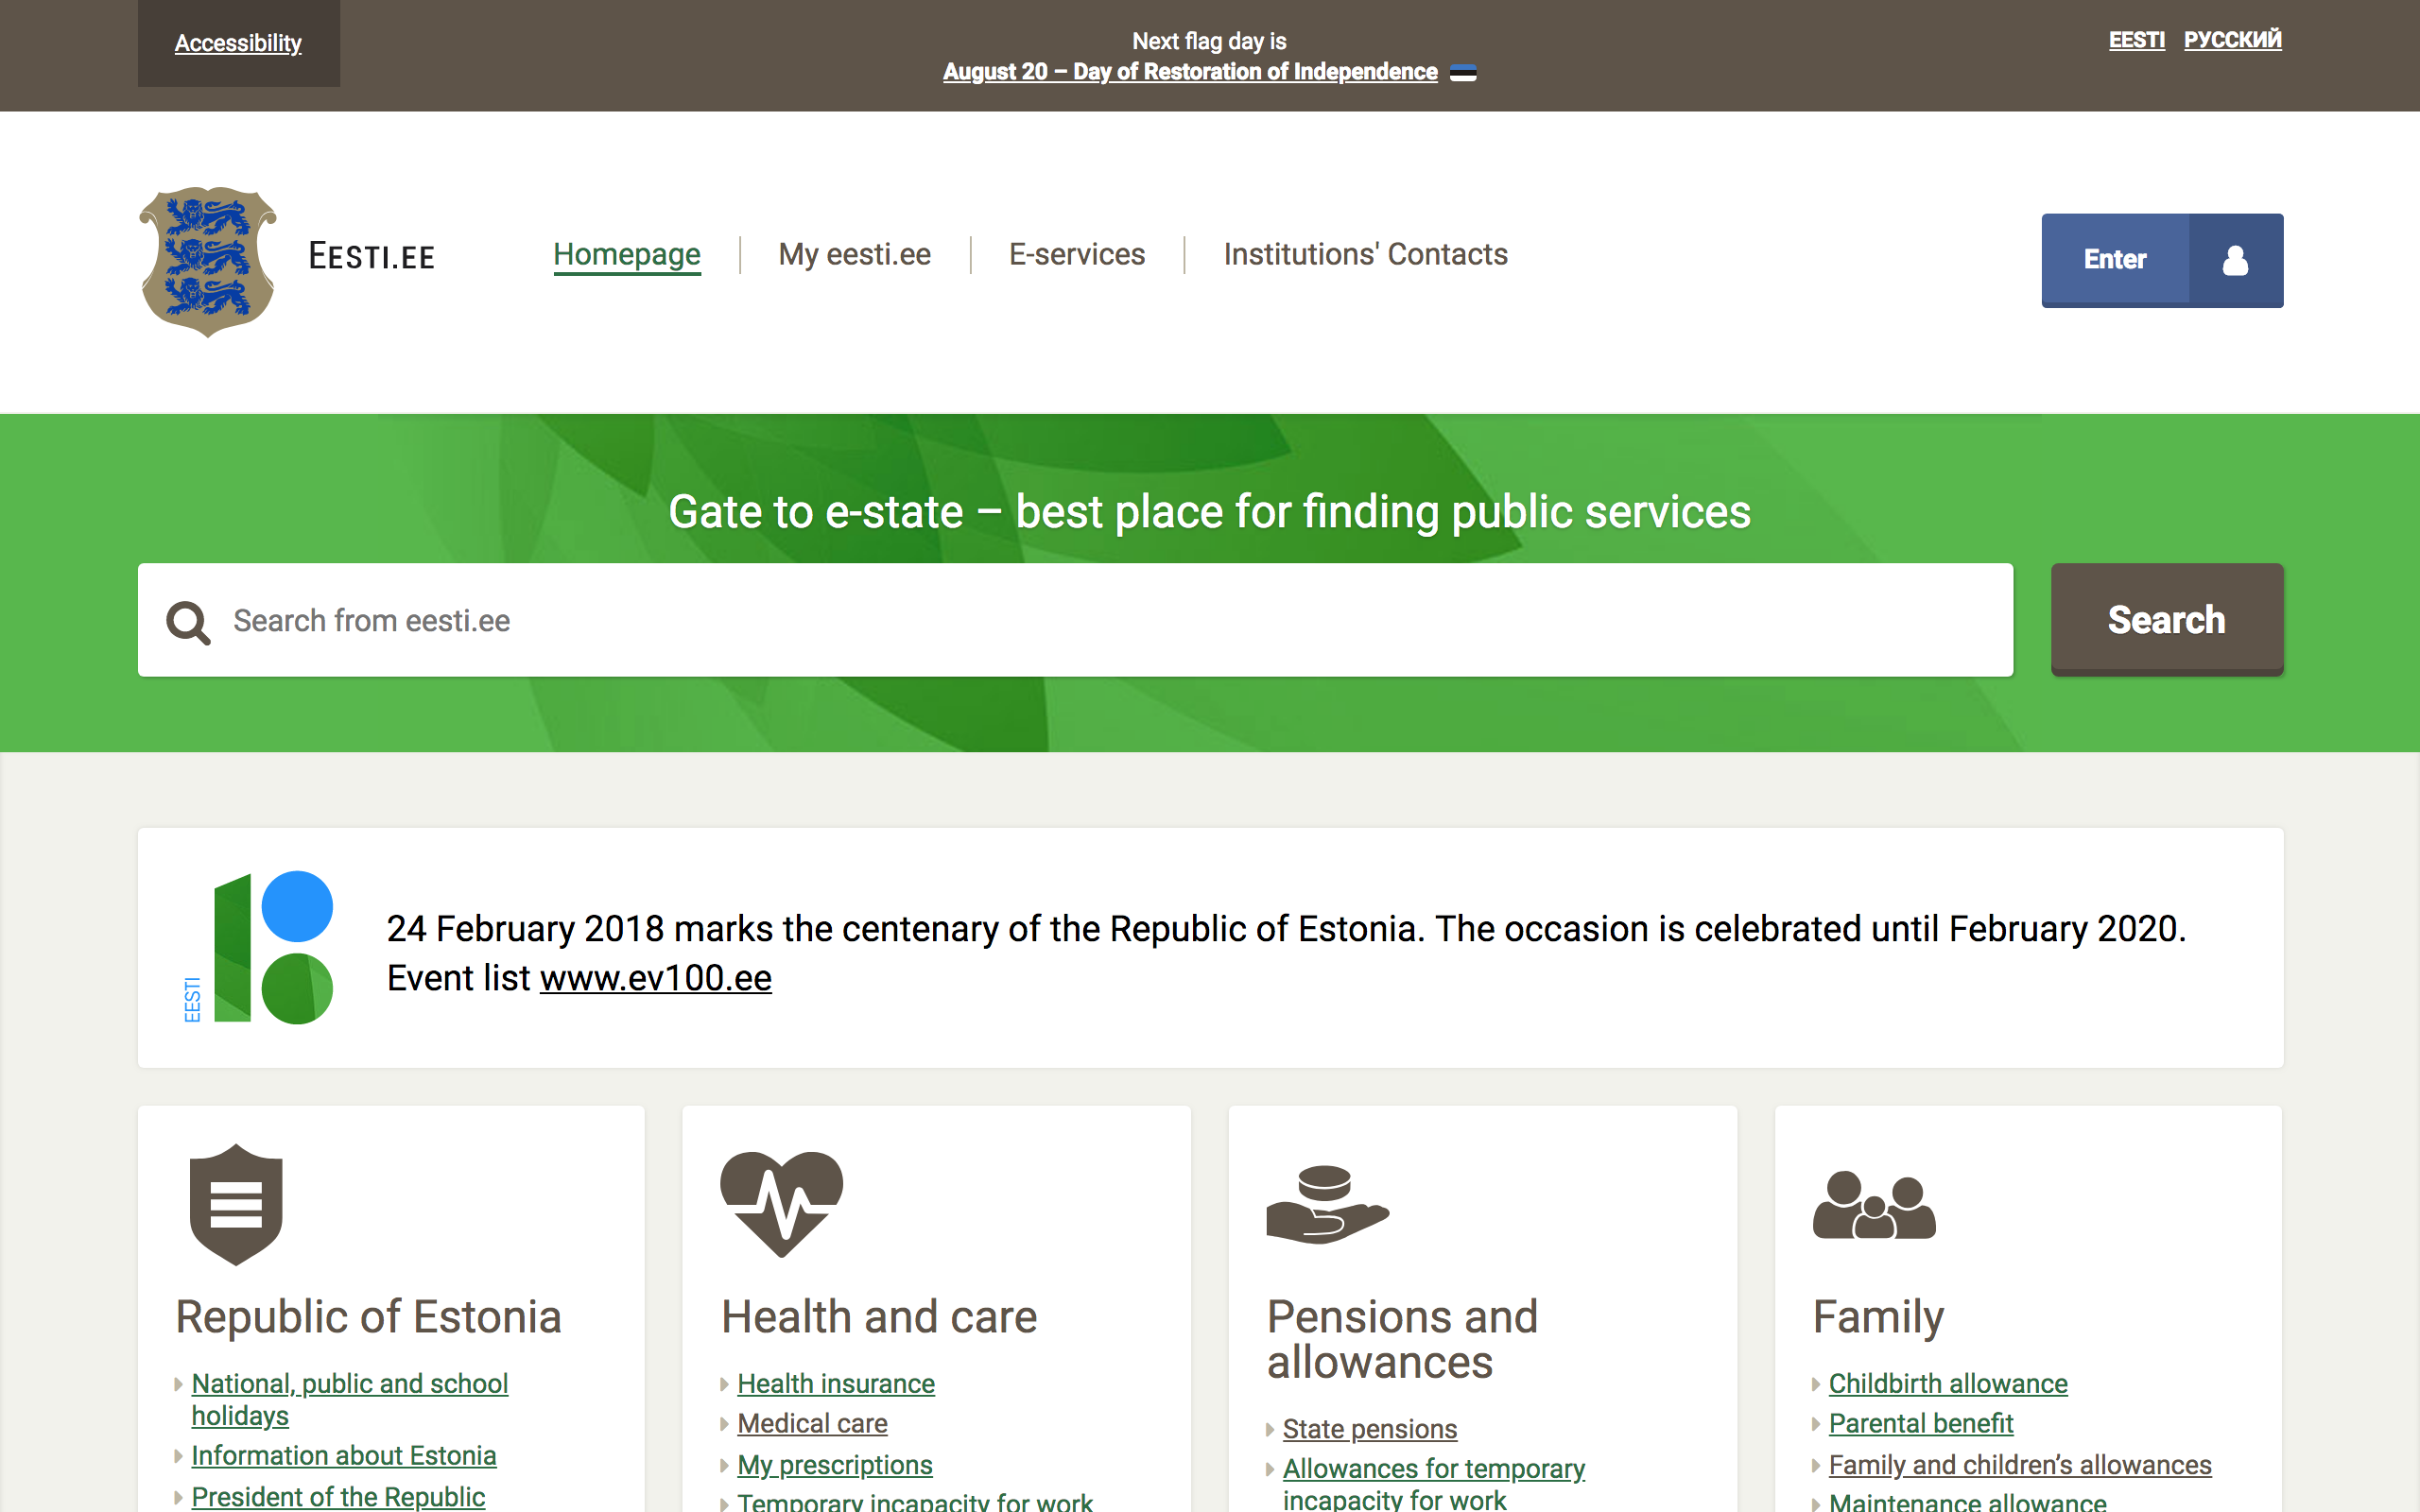 Accessibility
Next flag day is
August 20 – Day of Restoration of Independence
EESTI РУССКИЙ
EESTI.EE
Homepage
My eesti.ee
E-services
Institutions' Contacts
Enter
Gate to e-state – best place for finding public services
Search from eesti.ee
Search
EESTI
24 February 2018 marks the centenary of the Republic of Estonia. The occasion is celebrated until February 2020.
Event list www.ev100.ee
Republic of Estonia
National, public and school
holidays
Information about Estonia
President of the Republic
Health and care
Health insurance
Medical care
My prescriptions
Temporary incapacity for work
Pensions and
allowances
State pensions
Allowances for temporary
incapacity for work
Family
Childbirth allowance
Parental benefit
Family and children’s allowances
Maintenance allowance